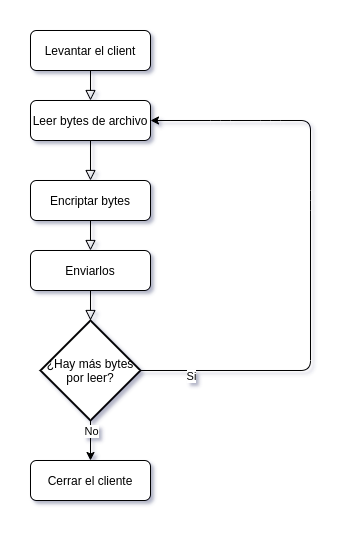 Levantar el client
Leer bytes de archivo
Encriptar bytes
Enviarlos
¿Hay más bytes
por leer?
Si
No
Cerrar el cliente